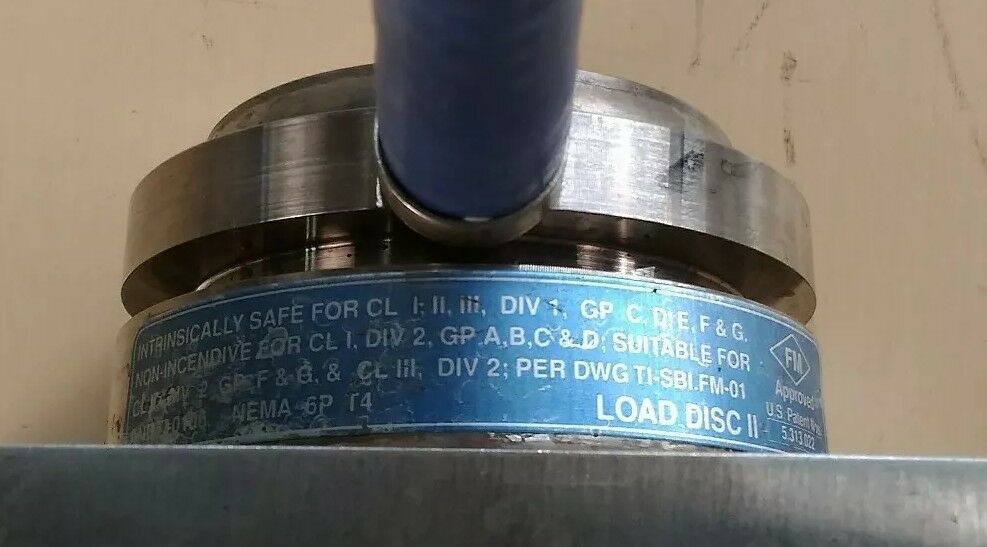 INTRINSICALLY SAFE FOR CL I, II, III, DIV 1, GP C, D, E, F & G.
NON-INCENDIVE FOR CL I, DIV 2, GP A,B,C & D; SUITABLE FOR
CL II, DIV 2 GP, F & G, & CL III, DIV 2; PER DWG TI-SBI.FM-01
NEMA 6P T4
LOAD DISC II
FM
Approved
U.S. Patent
5,313,022